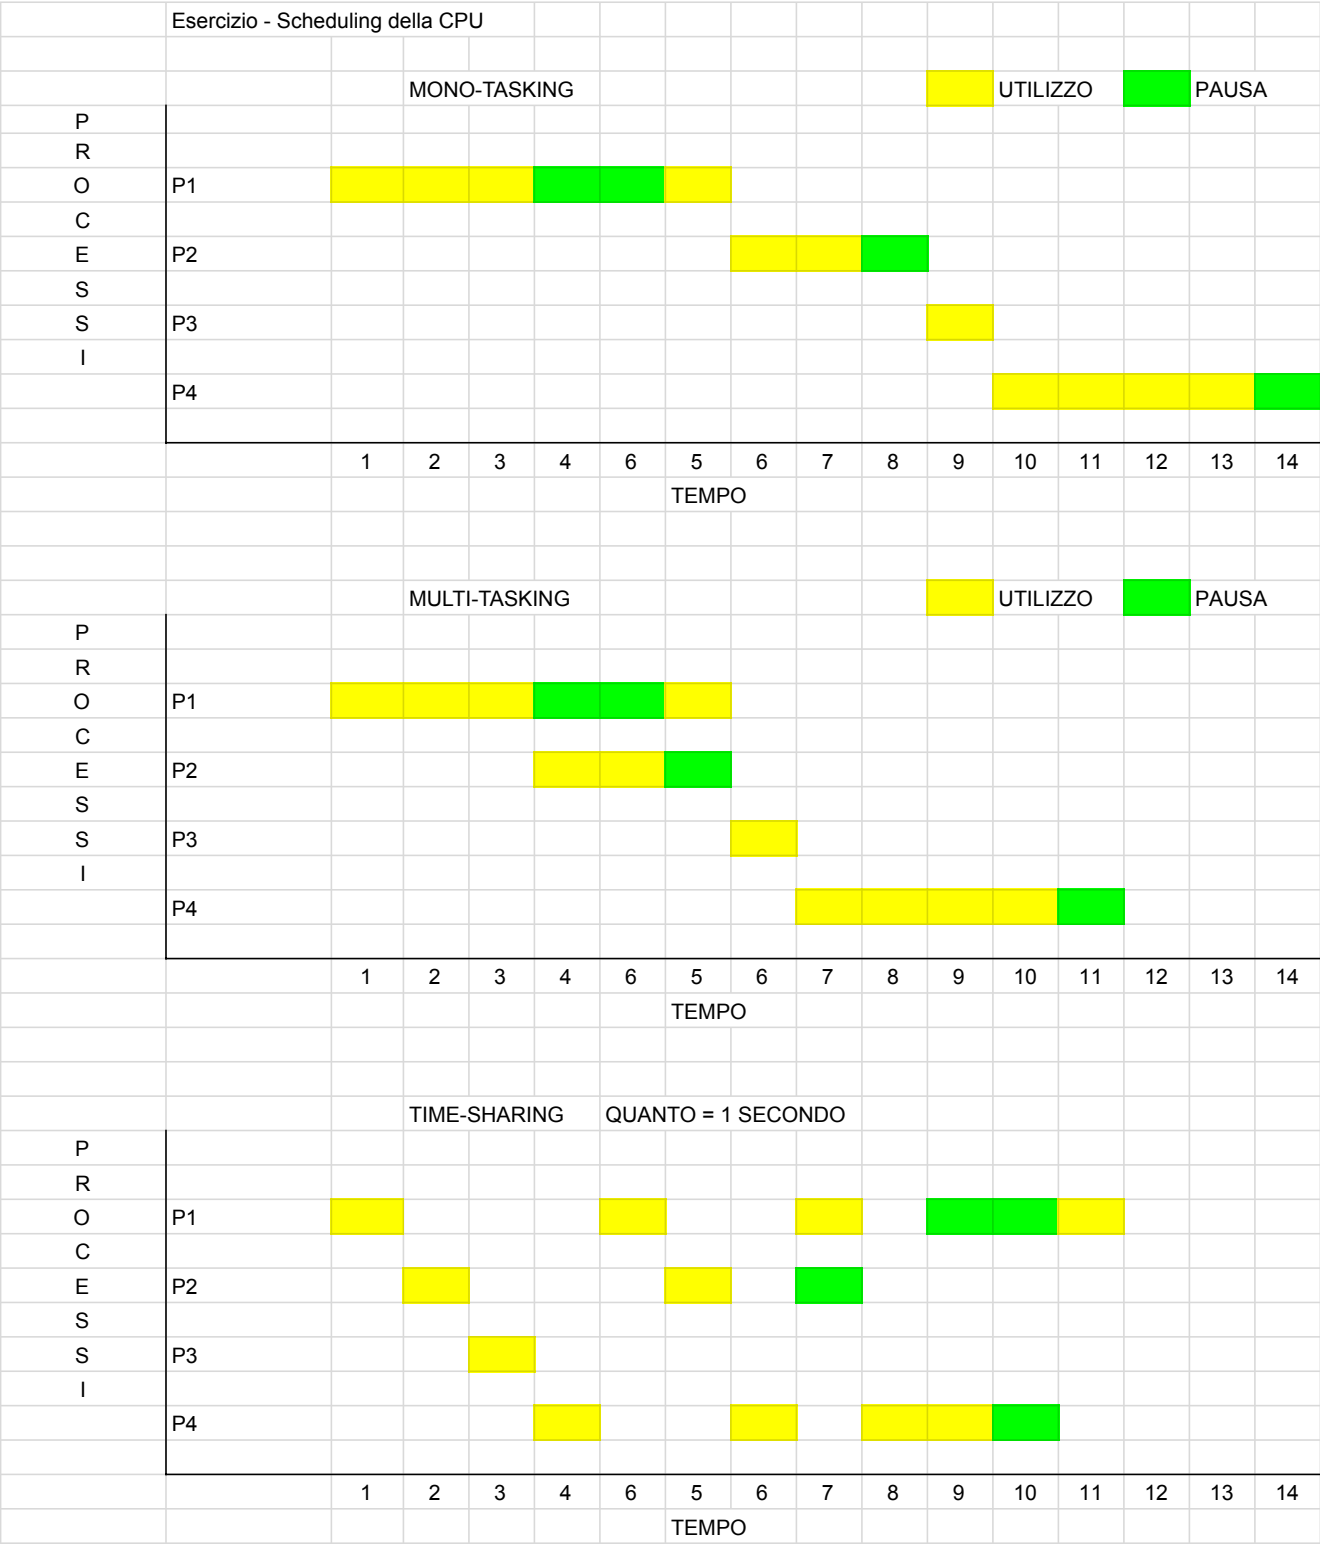 Esercizio - Scheduling della CPU
MONO-TASKING UTILIZZO PAUSA
P
R
O P1
C
E P2
S
S P3
I
P4
1 2 3 4 6 5 6 7 8 9 10 11 12 13 14
TEMPO
MULTI-TASKING UTILIZZO PAUSA
P
R
O P1
C
E P2
S
S P3
I
P4
1 2 3 4 6 5 6 7 8 9 10 11 12 13 14
TEMPO
TIME-SHARING QUANTO = 1 SECONDO
P
R
O P1
C
E P2
S
S P3
I
P4
1 2 3 4 6 5 6 7 8 9 10 11 12 13 14
TEMPO